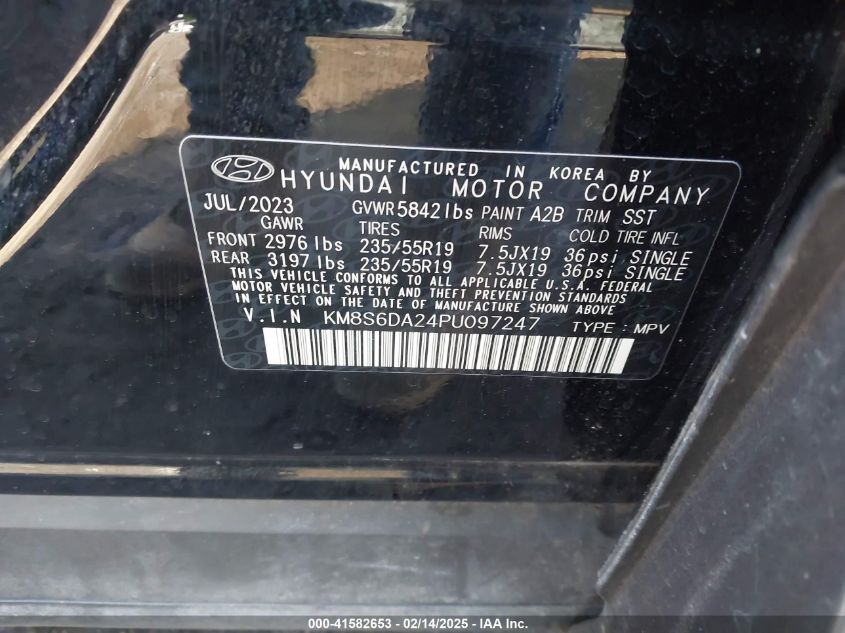 MANUFACTURED IN KOREA BY
HYUNDAI MOTOR COMPANY
JUL/2023 GVWR 5842 lbs PAINT A2B TRIM SST
GAWR TIRES RIMS COLD TIRE INFL
FRONT 2976 lbs 235/55R19 7.5JX19 36psi SINGLE
REAR 3197 lbs 235/55R19 7.5JX19 36psi SINGLE
THIS VEHICLE CONFORMS TO ALL APPLICABLE U.S.A. FEDERAL
MOTOR VEHICLE SAFETY AND THEFT PREVENTION STANDARDS
IN EFFECT ON THE DATE OF MANUFACTURE SHOWN ABOVE
V.I.N KM8S6DA24PU097247 TYPE : MPV
000-41582653 - 02/14/2025 - IAA Inc.